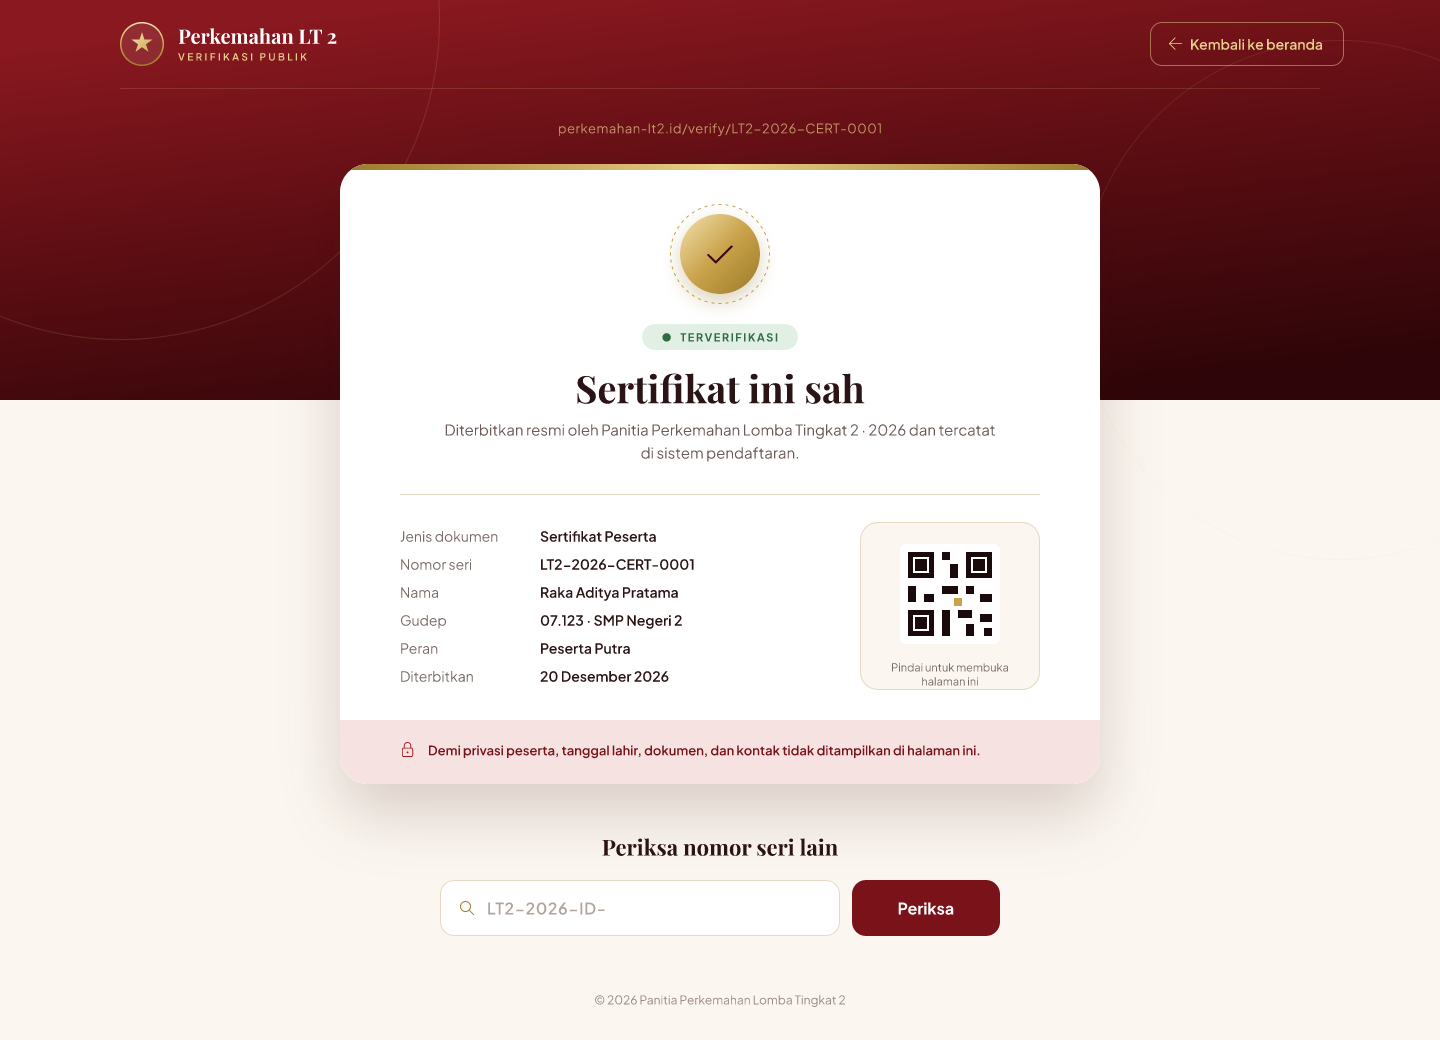 Perkemahan LT 2
VERIFIKASI PUBLIK
Kembali ke beranda
perkemahan-lt2.id/verify/LT2–2026–CERT-0001
TERVERIFIKASI
Sertifikat ini sah
Diterbitkan resmi oleh Panitia Perkemahan Lomba Tingkat 2 · 2026 dan tercatat
di sistem pendaftaran.
Jenis dokumen Sertifikat Peserta
Nomor seri LT2–2026–CERT-0001
Nama Raka Aditya Pratama
Gudep 07.123 · SMP Negeri 2
Peran Peserta Putra
Diterbitkan 20 Desember 2026
Pindai untuk membuka
halaman ini
Demi privasi peserta, tanggal lahir, dokumen, dan kontak tidak ditampilkan di halaman ini.
Periksa nomor seri lain
LT2–2026–ID–
Periksa
© 2026 Panitia Perkemahan Lomba Tingkat 2